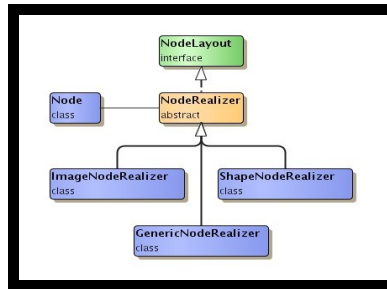 NodeLayout
interface
Node
class
NodeRealizer
abstract
ImageNodeRealizer
class
ShapeNodeRealizer
class
GenericNodeRealizer
class